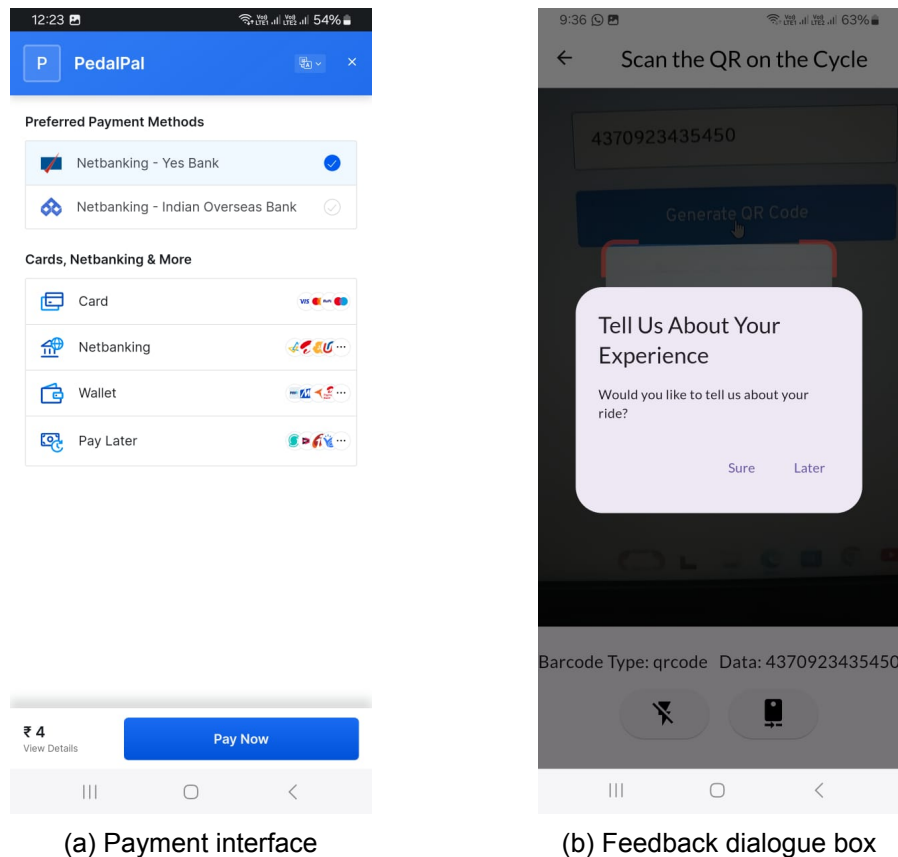 12:23 VoLTE1 VoLTE2 54%
P PedalPal
Preferred Payment Methods
Netbanking - Yes Bank
Netbanking - Indian Overseas Bank
Cards, Netbanking & More
Card VISA
Netbanking
Wallet
Pay Later
₹ 4
View Details
Pay Now
(a) Payment interface
9:36 63%
Scan the QR on the Cycle
4370923435450
Generate QR Code
Tell Us About Your
Experience
Would you like to tell us about your
ride?
Sure Later
Barcode Type: qrcode Data: 4370923435450
(b) Feedback dialogue box